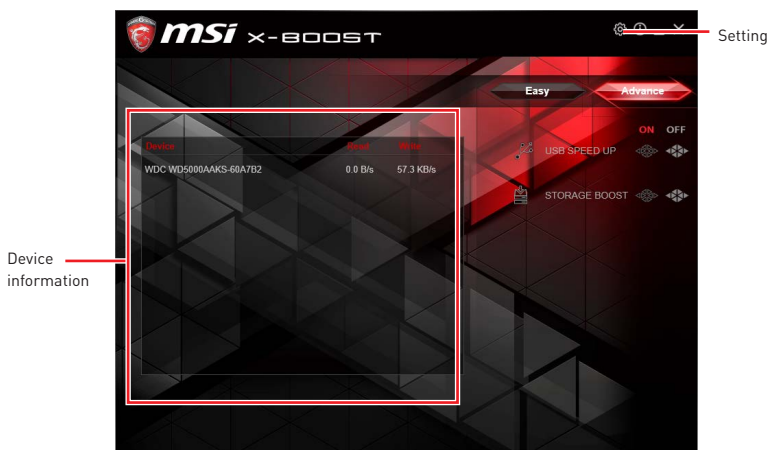 msi X-BOOST
Setting
Easy
Advance
ON OFF
Device Read Write
USB SPEED UP
WDC WD5000AAKS-60A7B2 0.0 B/s 57.3 KB/s
STORAGE BOOST
Device
information